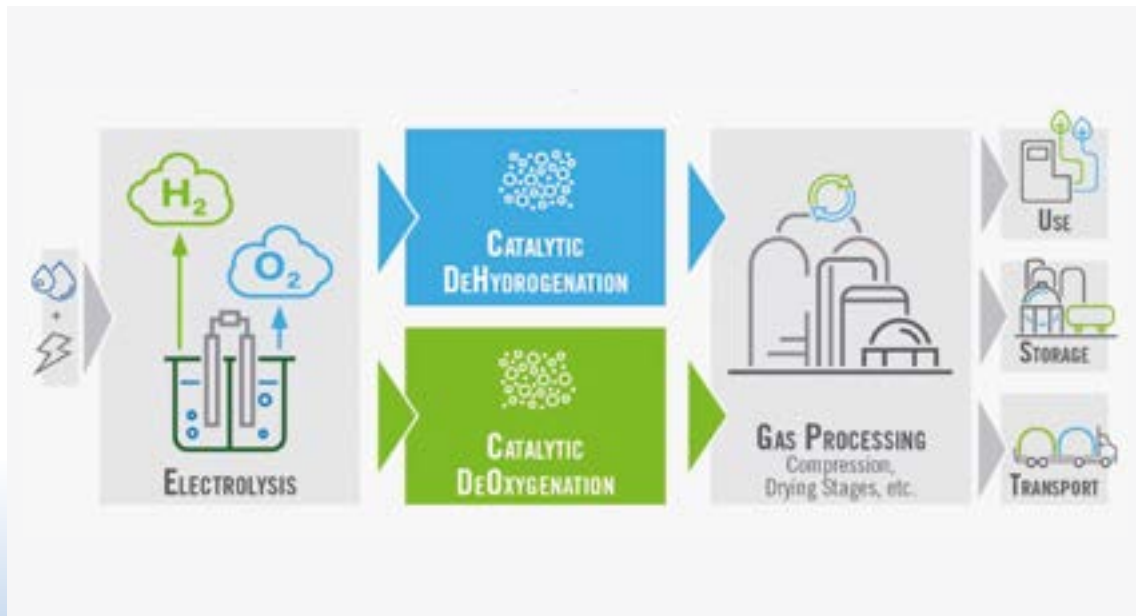 H2
O2
+
ELECTROLYSIS
CATALYTIC
DEHYDROGENATION
CATALYTIC
DEOXYGENATION
GAS PROCESSING
Compression,
Drying Stages, etc.
USE
STORAGE
TRANSPORT